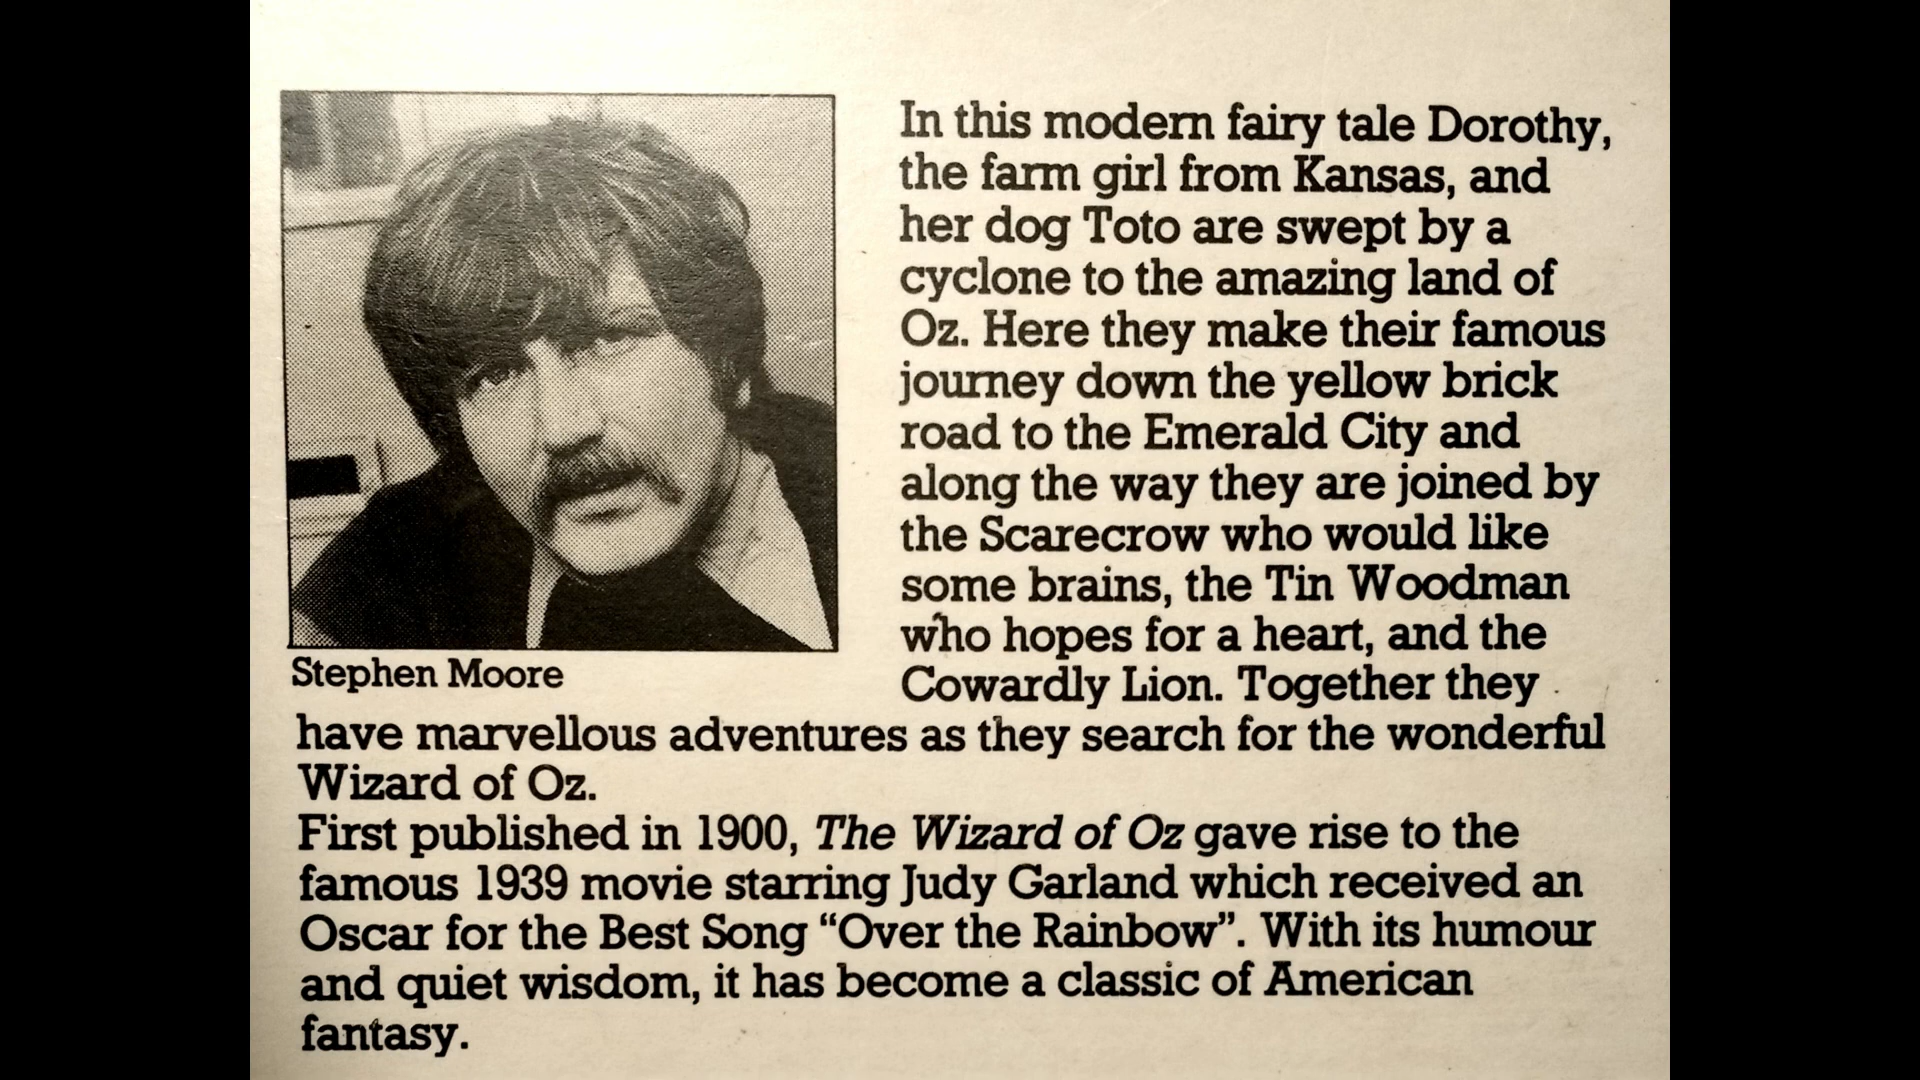 In this modern fairy tale Dorothy,
the farm girl from Kansas, and
her dog Toto are swept by a
cyclone to the amazing land of
Oz. Here they make their famous
journey down the yellow brick
road to the Emerald City and
along the way they are joined by
the Scarecrow who would like
some brains, the Tin Woodman
who hopes for a heart, and the
Cowardly Lion. Together they
Stephen Moore
have marvellous adventures as they search for the wonderful
Wizard of Oz.
First published in 1900, The Wizard of Oz gave rise to the
famous 1939 movie starring Judy Garland which received an
Oscar for the Best Song “Over the Rainbow”. With its humour
and quiet wisdom, it has become a classic of American
fantasy.